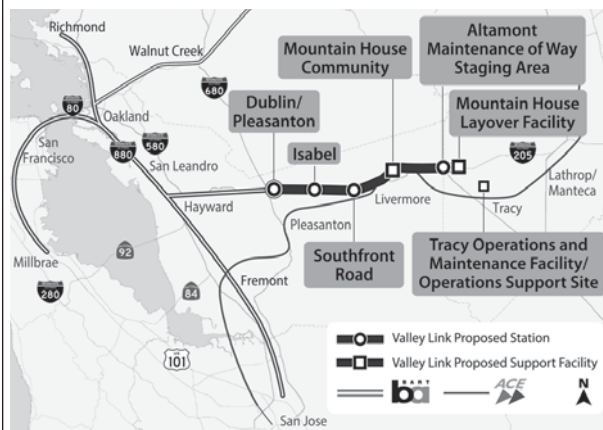 Richmond
Walnut Creek
680
Mountain House
Community
Altamont
Maintenance of Way
Staging Area
Mountain House
Layover Facility
80
Oakland
580
880
San
Francisco
San Leandro
Dublin/
Pleasanton
Isabel
205
Lathrop/
Manteca
Hayward
Pleasanton
Livermore
Tracy
Southfront
Road
Tracy Operations and
Maintenance Facility/
Operations Support Site
Millbrae
92
280
84
Fremont
101
San Jose
Valley Link Proposed Station
Valley Link Proposed Support Facility
BART
ba
ACE
N